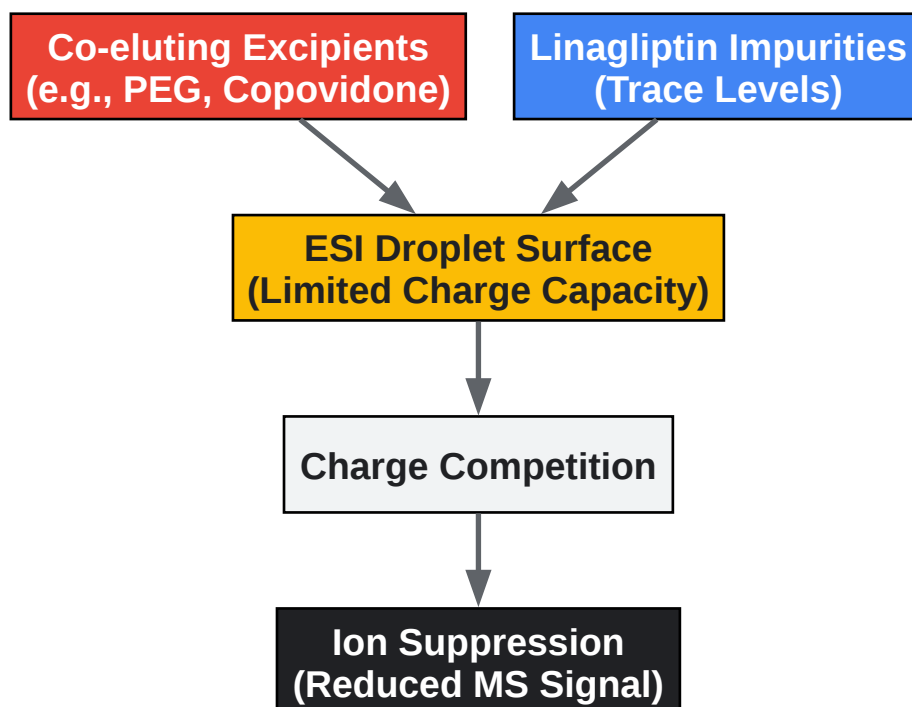 Co-eluting Excipients
(e.g., PEG, Copovidone)
Linagliptin Impurities
(Trace Levels)
ESI Droplet Surface
(Limited Charge Capacity)
Charge Competition
Ion Suppression
(Reduced MS Signal)